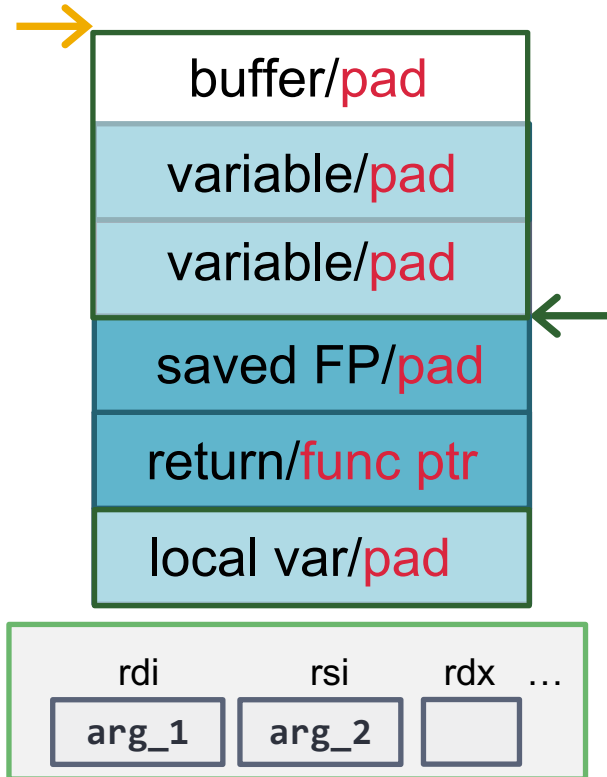 buffer/pad
variable/pad
variable/pad
saved FP/pad
return/func ptr
local var/pad
rdi rsi rdx …
arg_1 arg_2